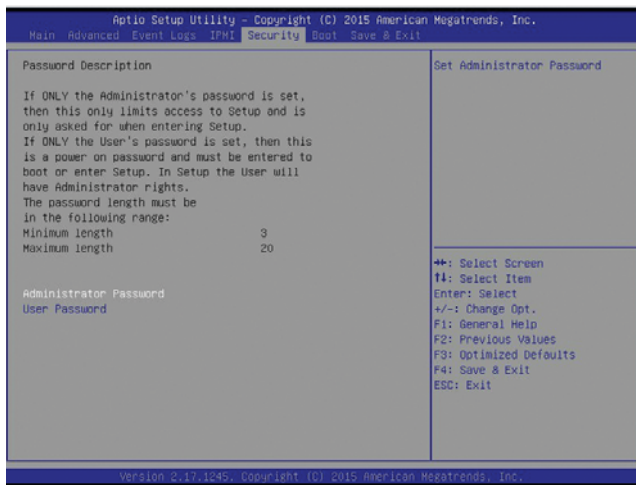 Aptio Setup Utility - Copyright (C) 2015 American Megatrends, Inc.
Main Advanced Event Logs IPMI Security Boot Save & Exit
Password Description
If ONLY the Administrator's password is set,
then this only limits access to Setup and is
only asked for when entering Setup.
If ONLY the User's password is set, then this
is a power on password and must be entered to
boot or enter Setup. In Setup the User will
have Administrator rights.
The password length must be
in the following range:
Minimum length 3
Maximum length 20
Administrator Password
User Password
Set Administrator Password
→←: Select Screen
↑↓: Select Item
Enter: Select
+/-: Change Opt.
F1: General Help
F2: Previous Values
F3: Optimized Defaults
F4: Save & Exit
ESC: Exit
Version 2.17.1245. Copyright (C) 2015 American Megatrends, Inc.